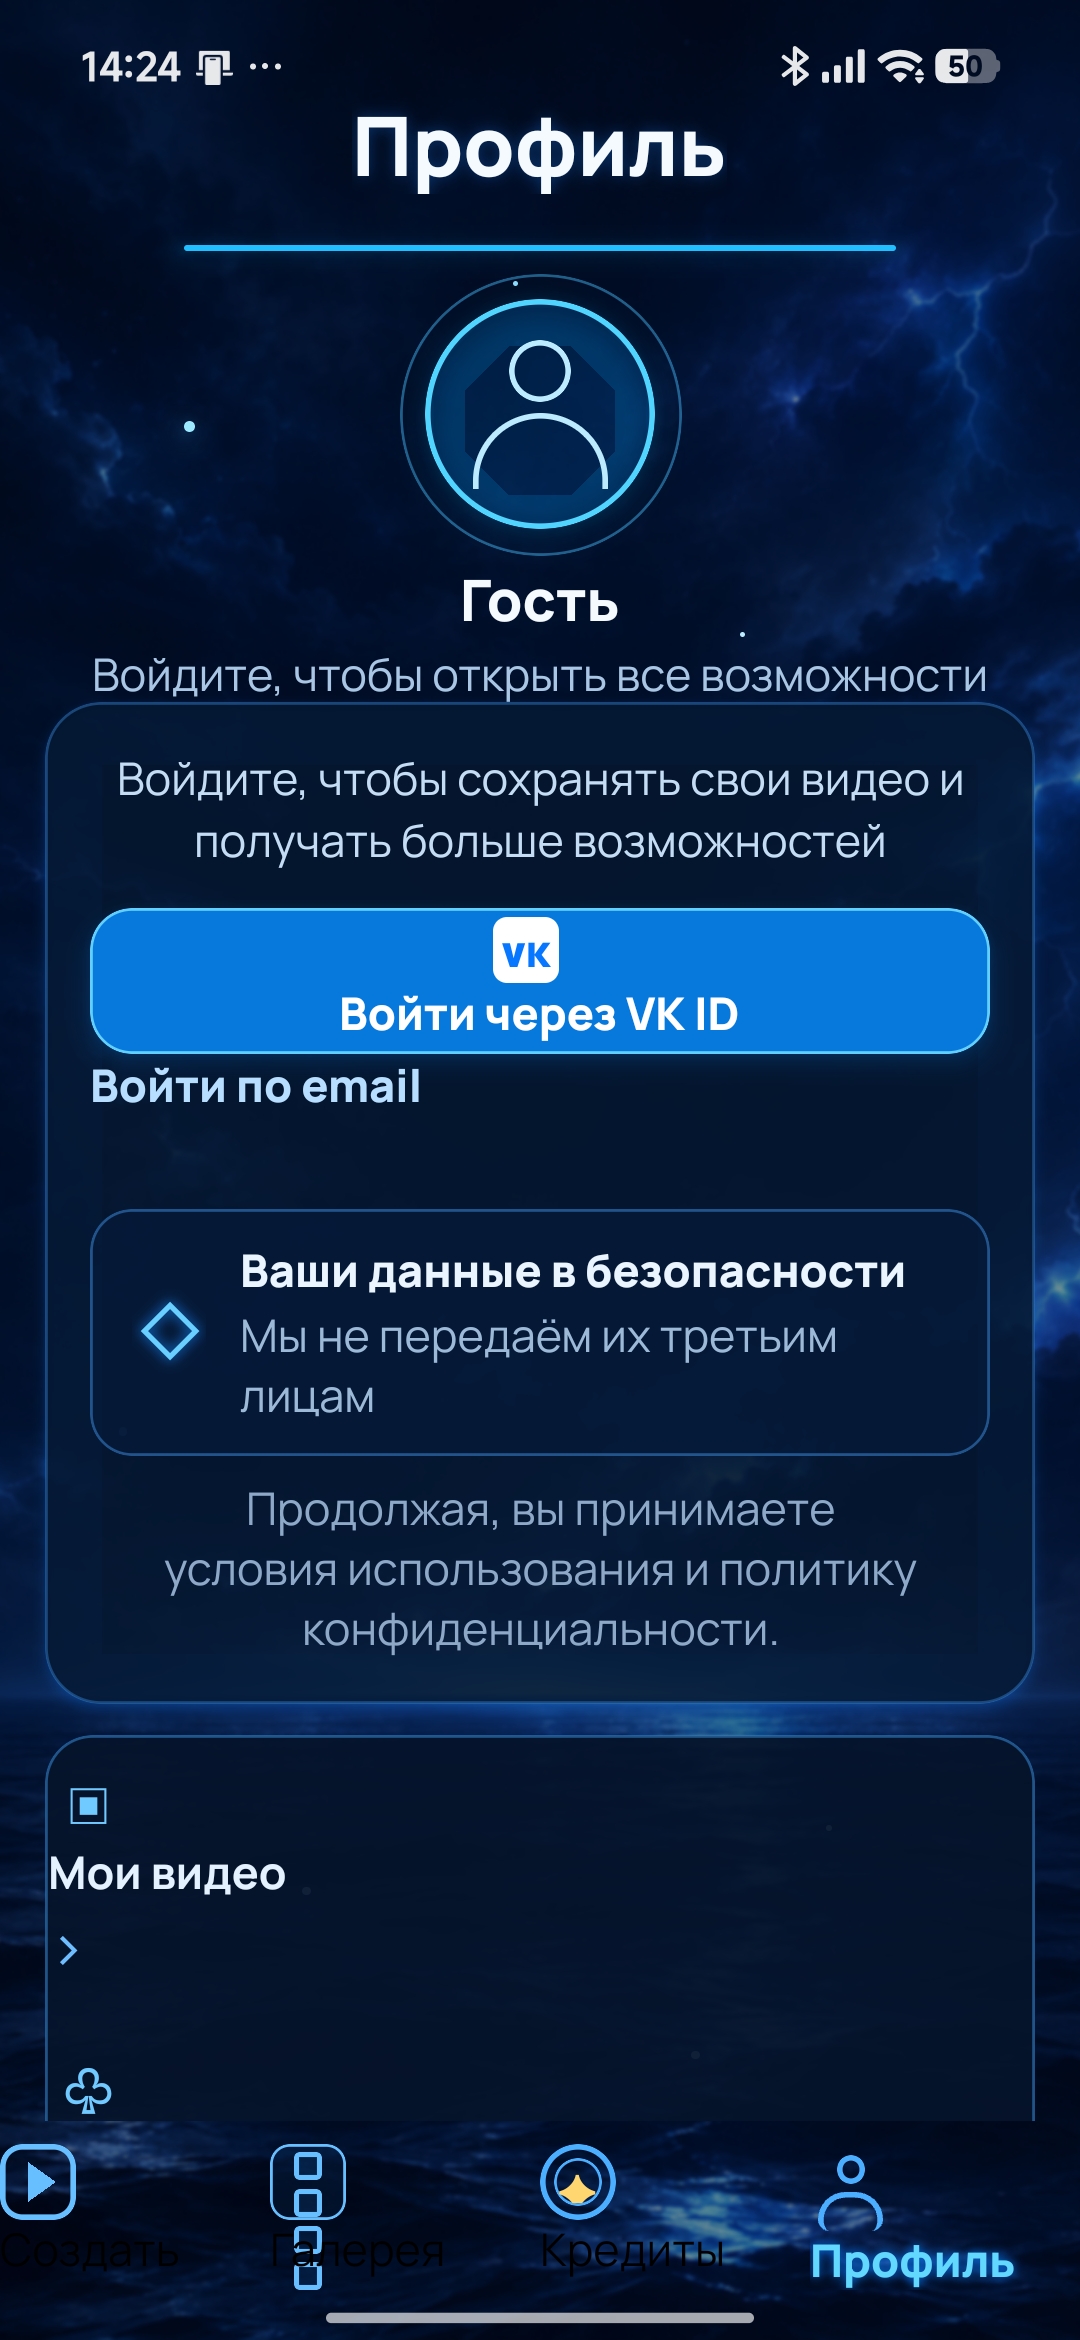 14:24
50
Профиль
Гость
Войдите, чтобы открыть все возможности
Войдите, чтобы сохранять свои видео и
получать больше возможностей
VK
Войти через VK ID
Войти по email
Ваши данные в безопасности
Мы не передаём их третьим
лицам
Продолжая, вы принимаете
условия использования и политику
конфиденциальности.
Мои видео
Создать
Галерея
Кредиты
Профиль